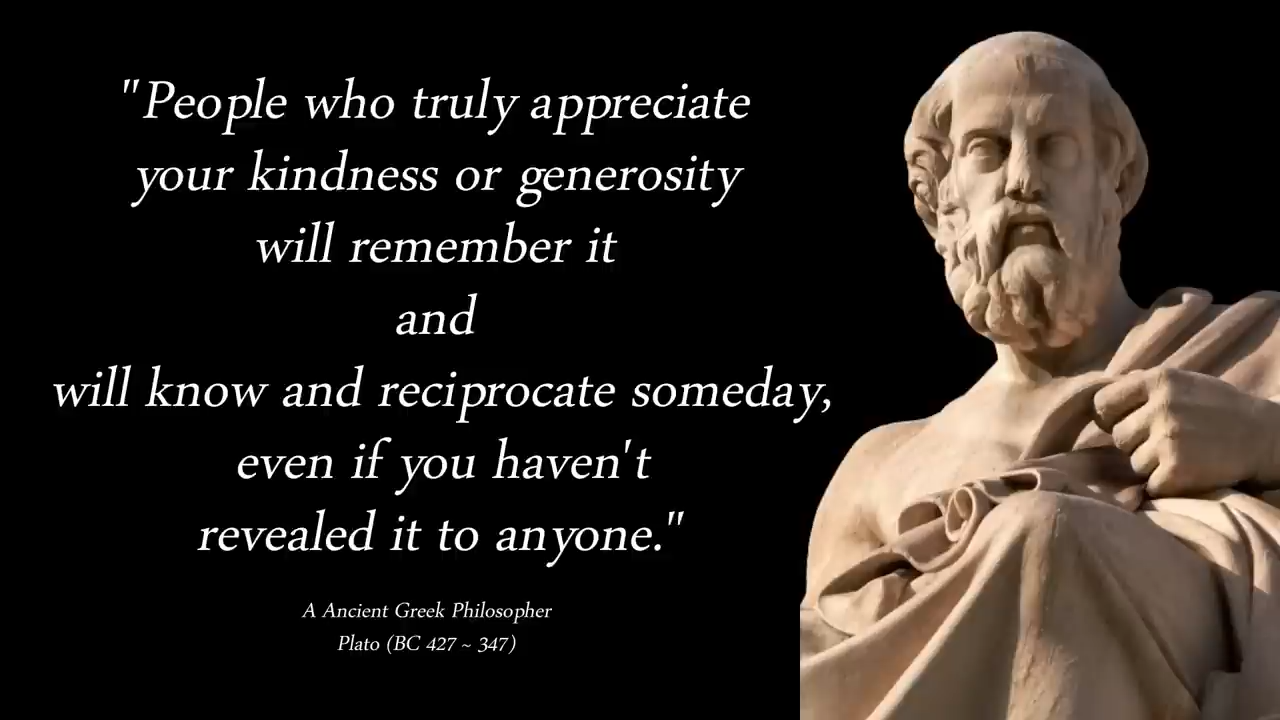 "People who truly appreciate
your kindness or generosity
will remember it
and
will know and reciprocate someday,
even if you haven't
revealed it to anyone."
A Ancient Greek Philosopher
Plato (BC 427 ~ 347)